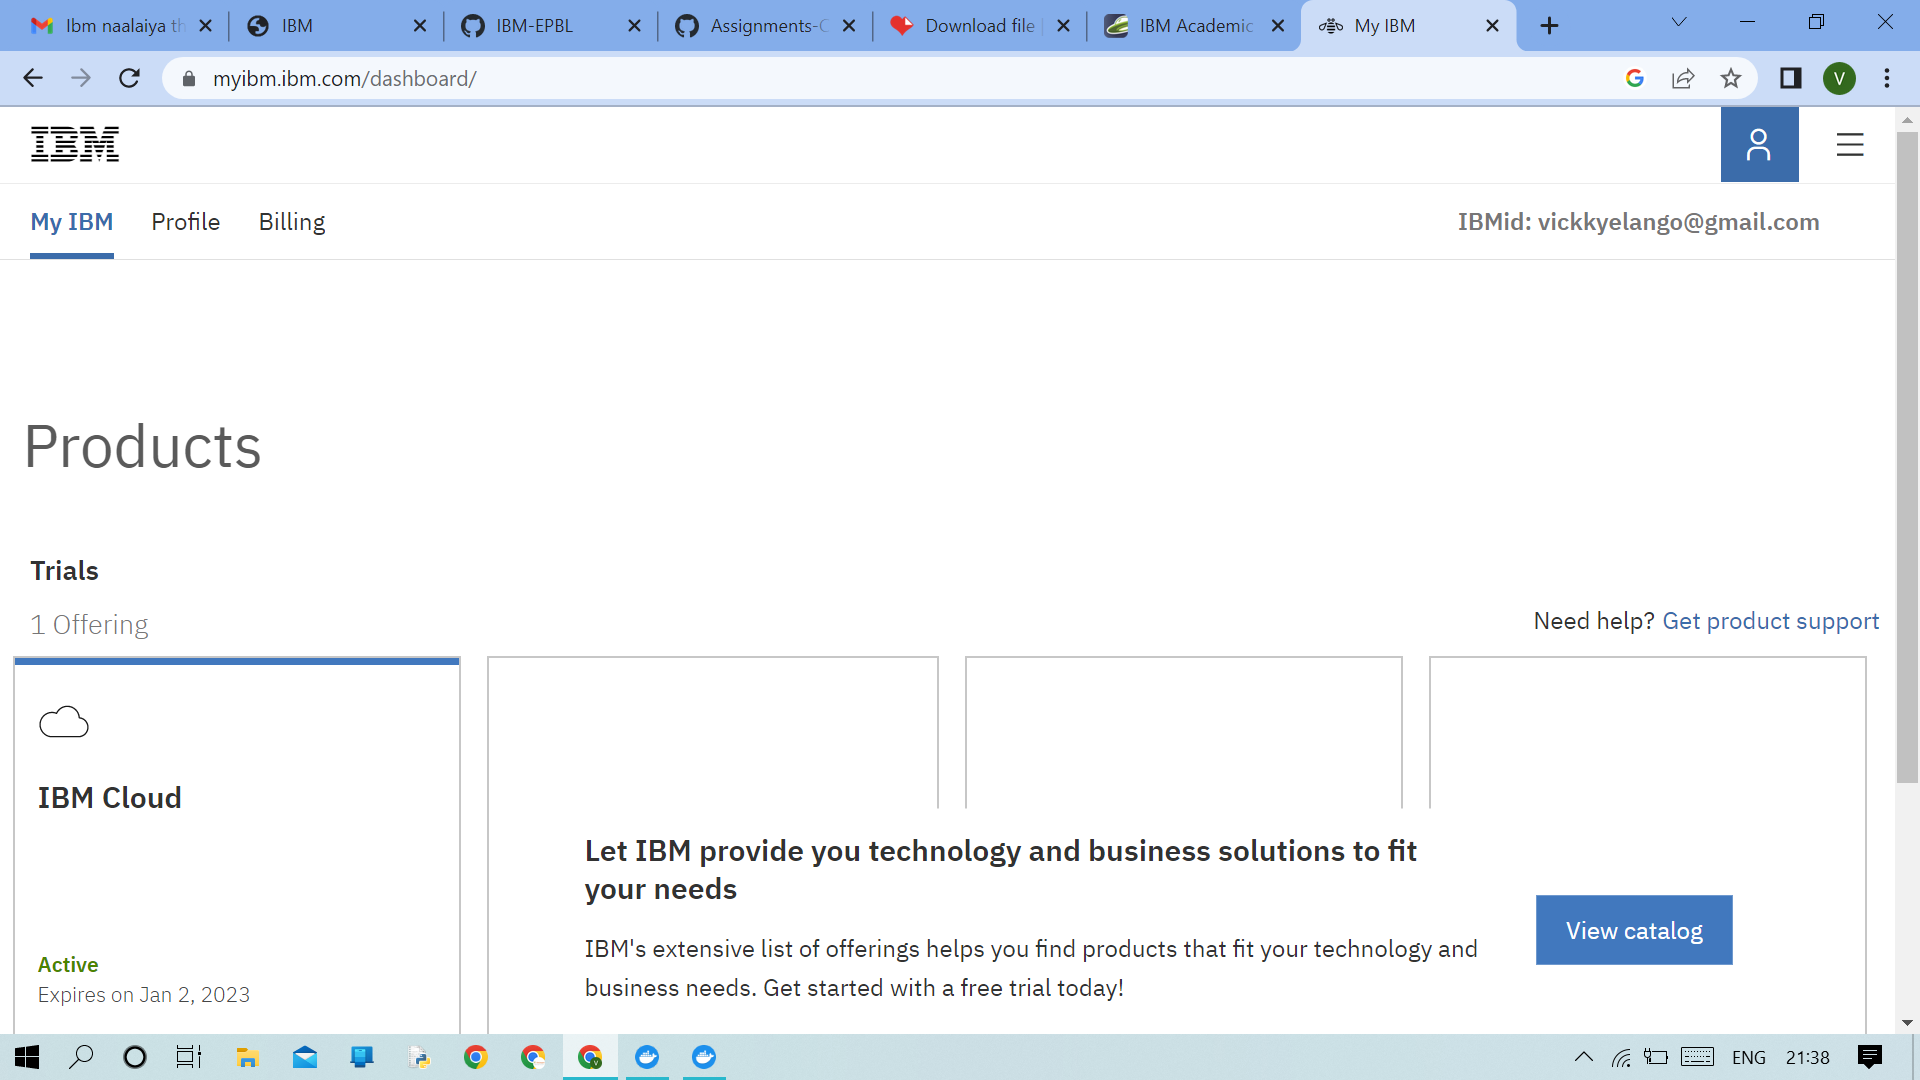 Ibm naalaiya th
IBM
IBM-EPBL
Assignments-C
Download file |
IBM Academic
My IBM
myibm.ibm.com/dashboard/
V
IBM
My IBM
Profile
Billing
IBMid: vickkyelango@gmail.com
Products
Trials
1 Offering
Need help? Get product support
IBM Cloud
Active
Expires on Jan 2, 2023
Let IBM provide you technology and business solutions to fit
your needs
IBM's extensive list of offerings helps you find products that fit your technology and
business needs. Get started with a free trial today!
View catalog
ENG
21:38